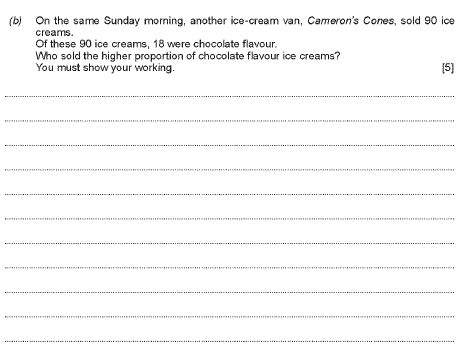 (b) On the same Sunday morning, another ice-cream van, Cameron's Cones, sold 90 ice
creams.
Of these 90 ice creams, 18 were chocolate flavour.
Who sold the higher proportion of chocolate flavour ice creams?
You must show your working. [5]